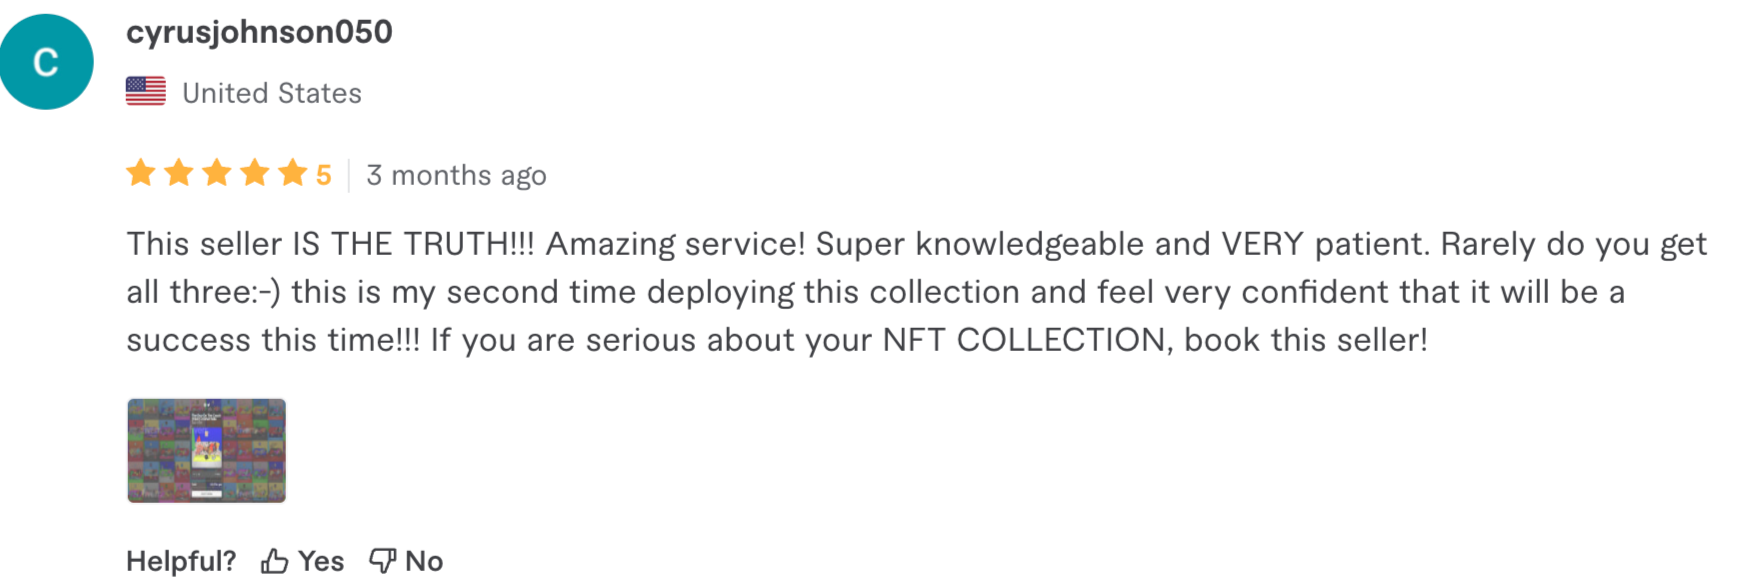 C
cyrusjohnson050
United States
5
3 months ago
This seller IS THE TRUTH!!! Amazing service! Super knowledgeable and VERY patient. Rarely do you get
all three:-) this is my second time deploying this collection and feel very confident that it will be a
success this time!!! If you are serious about your NFT COLLECTION, book this seller!
Helpful? Yes No